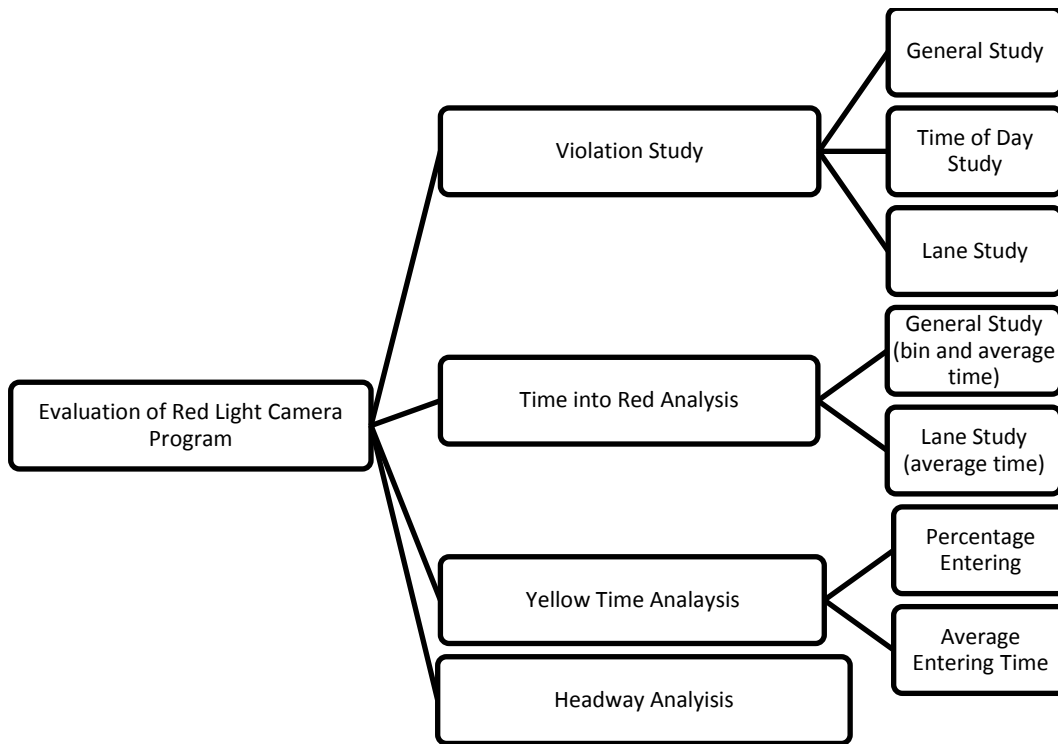 Evaluation of Red Light Camera
Program
Violation Study
General Study
Time of Day
Study
Lane Study
Time into Red Analysis
General Study
(bin and average
time)
Lane Study
(average time)
Yellow Time Analaysis
Percentage
Entering
Average
Entering Time
Headway Analyisis